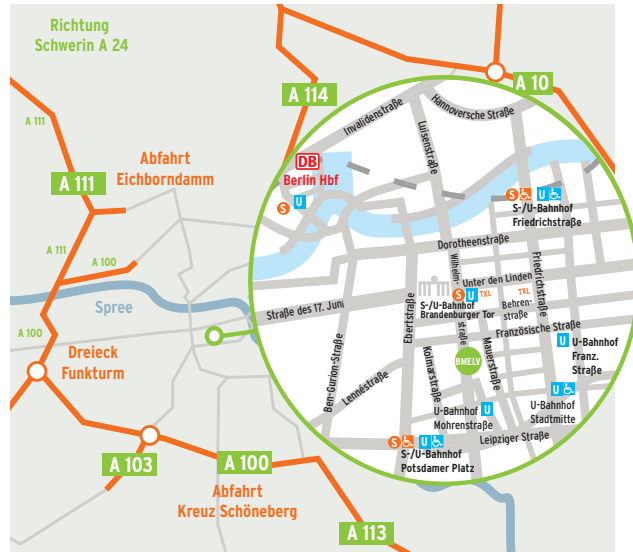 Richtung
Schwerin A 24
A 10
A 114
A 111
Abfahrt
Eichborndamm
A 111
A 111
A 100
Spree
A 100
Dreieck
Funkturm
A 103
A 100
Abfahrt
Kreuz Schöneberg
A 113
Invalidenstraße
Hannoversche Straße
Luisenstraße
DB
Berlin Hbf
S
U
S U
S-/U-Bahnhof
Friedrichstraße
Dorotheenstraße
Wilhelm-
straße
Unter den Linden
Friedrichstraße
S U TXL
TXL
S-/U-Bahnhof
Brandenburger Tor
Behren-
straße
Straße des 17. Juni
Ebertstraße
Französische Straße
Ben-Gurion-Straße
Lennéstraße
Kolmarstraße
Mauerstraße
BMELV
U
U-Bahnhof
Franz.
Straße
U
U-Bahnhof
Stadtmitte
U-Bahnhof
Mohrenstraße
U
Leipziger Straße
S U
S-/U-Bahnhof
Potsdamer Platz